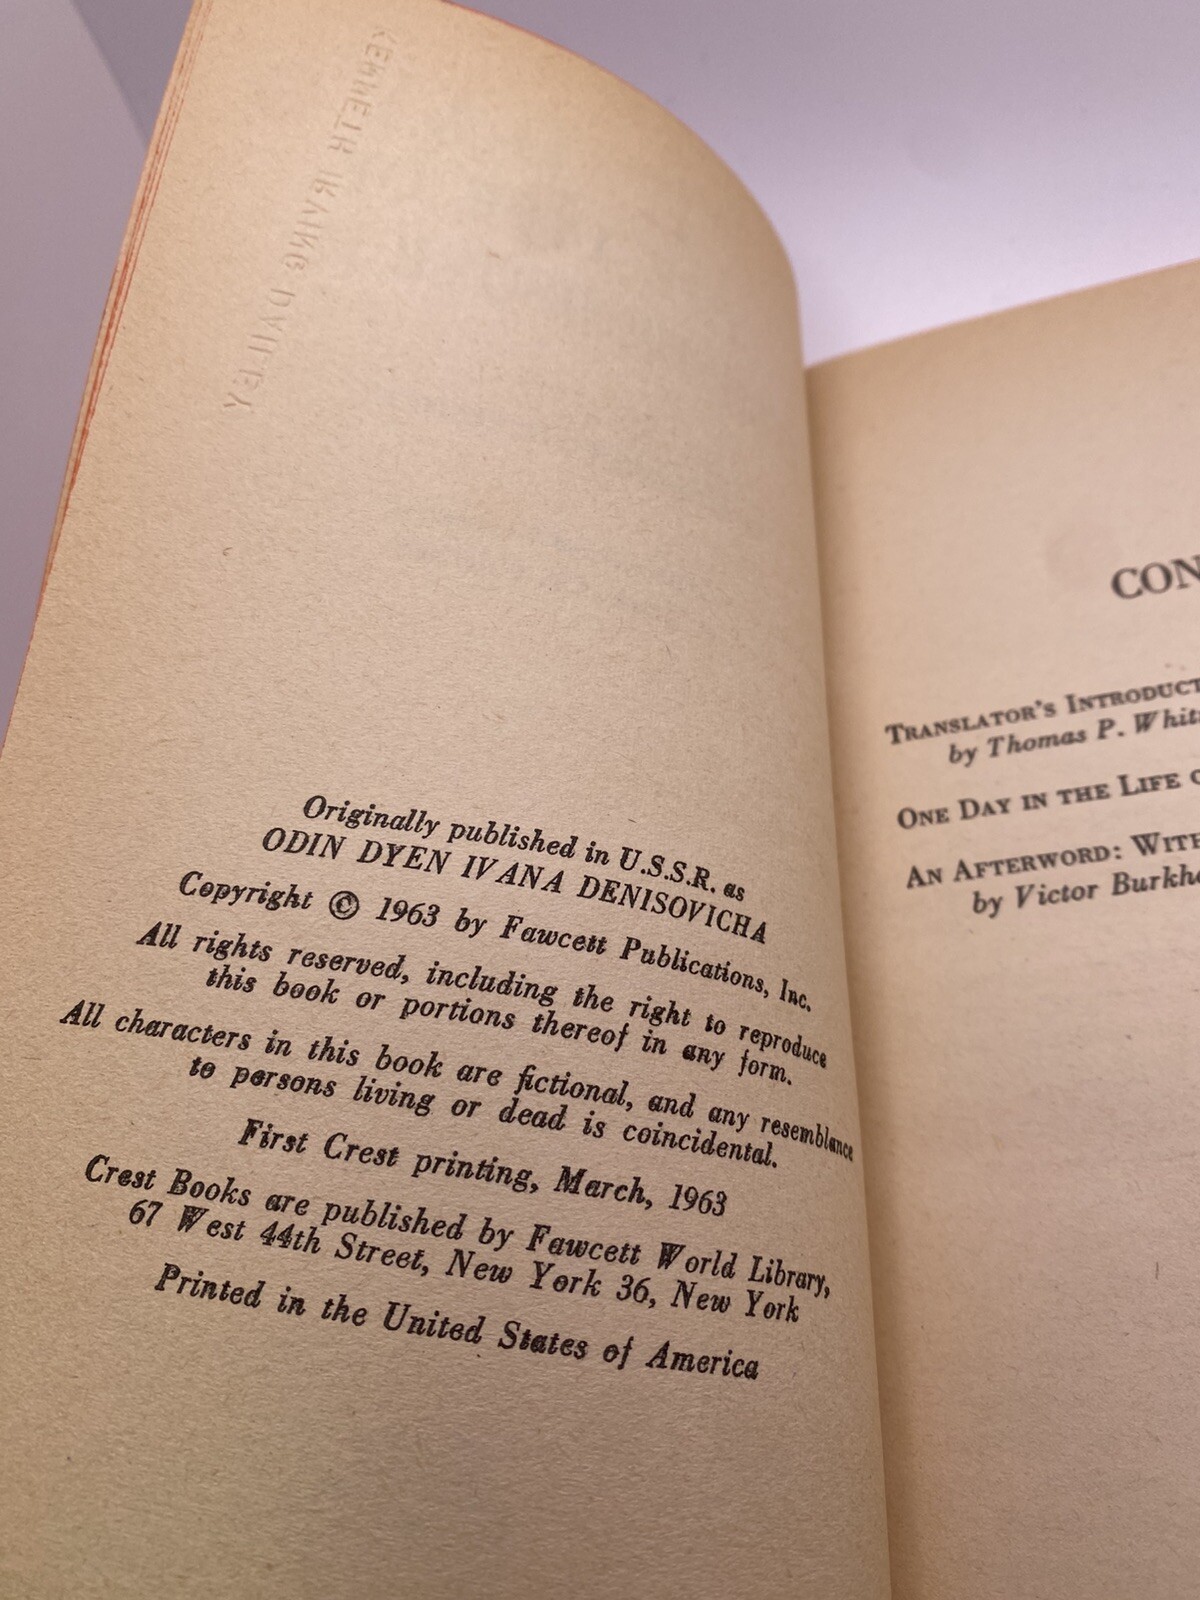 KENNETH IRVING DAILEY
Originally published in U.S.S.R. as
ODIN DYEN IVANA DENISOVICHA
Copyright © 1963 by Fawcett Publications, Inc.
All rights reserved, including the right to reproduce
this book or portions thereof in any form.
All characters in this book are fictional, and any resemblance
to persons living or dead is coincidental.
First Crest printing, March, 1963
Crest Books are published by Fawcett World Library,
67 West 44th Street, New York 36, New York
Printed in the United States of America
CON
TRANSLATOR'S INTRODUCT
by Thomas P. Whit
ONE DAY IN THE LIFE O
AN AFTERWORD: WITH
by Victor Burkh